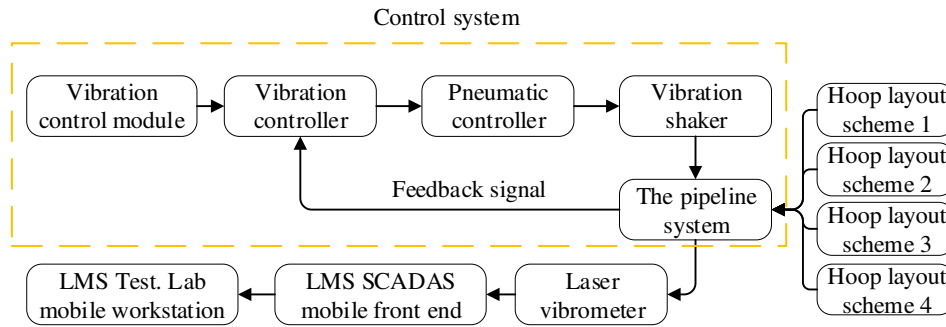 Control system
Vibration
control module
Vibration
controller
Pneumatic
controller
Vibration
shaker
Hoop layout
scheme 1
Hoop layout
scheme 2
Feedback signal
The pipeline
system
Hoop layout
scheme 3
LMS Test. Lab
mobile workstation
LMS SCADAS
mobile front end
Laser
vibrometer
Hoop layout
scheme 4